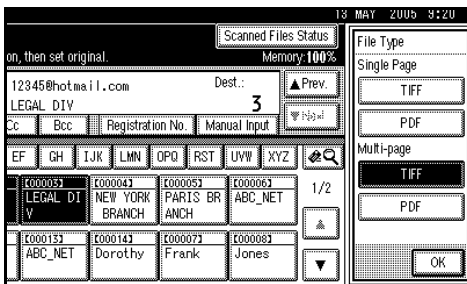 13 MAY 2005 9:20
Scanned Files Status
on, then set original.
Memory:100%
12345@hotmail.com
Dest.:
3
LEGAL DIV
▲Prev.
Cc
Bcc
Registration No.
Manual Input
EF
GH
IJK
LMN
OPQ
RST
UVW
XYZ
1/2
[00003]
LEGAL DI
V
[00004]
NEW YORK
BRANCH
[00005]
PARIS BR
ANCH
[00006]
ABC_NET
[00013]
ABC_NET
[00014]
Dorothy
[00007]
Frank
[00008]
Jones
▲
▼
File Type
Single Page
TIFF
PDF
Multi-page
TIFF
PDF
OK